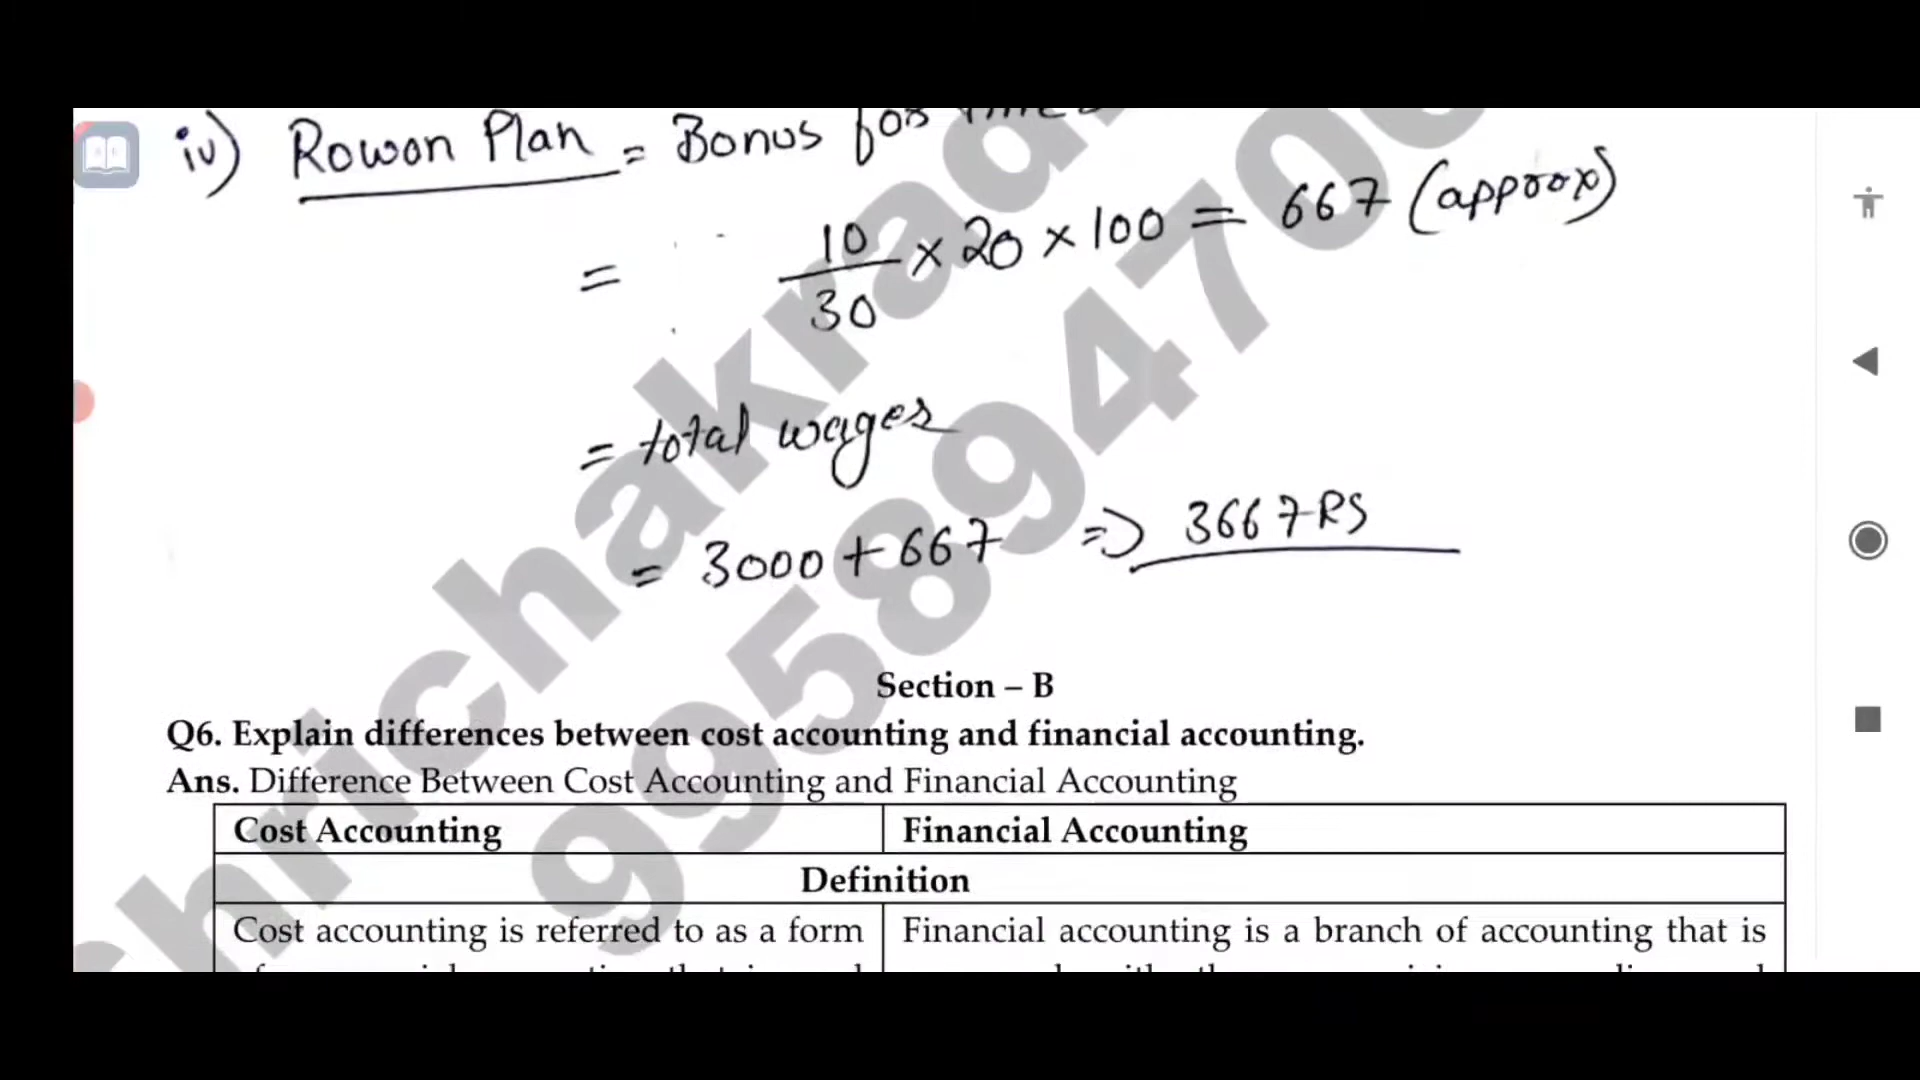 iv) Rowan Plan = Bonus for
= 10/30 × 20 × 100 = 667 (approx)
= total wages
= 3000 + 667 => 3667 RS
Section – B
Q6. Explain differences between cost accounting and financial accounting.
Ans. Difference Between Cost Accounting and Financial Accounting
Cost Accounting Financial Accounting
Definition
Cost accounting is referred to as a form Financial accounting is a branch of accounting that is